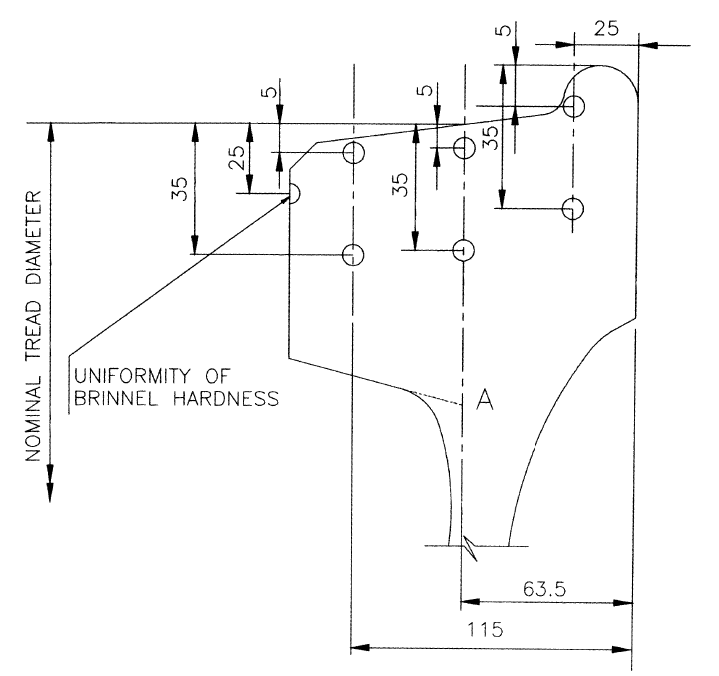 5
25
5
5
35
25
35
35
NOMINAL TREAD DIAMETER
UNIFORMITY OF
BRINNEL HARDNESS
A
63.5
115